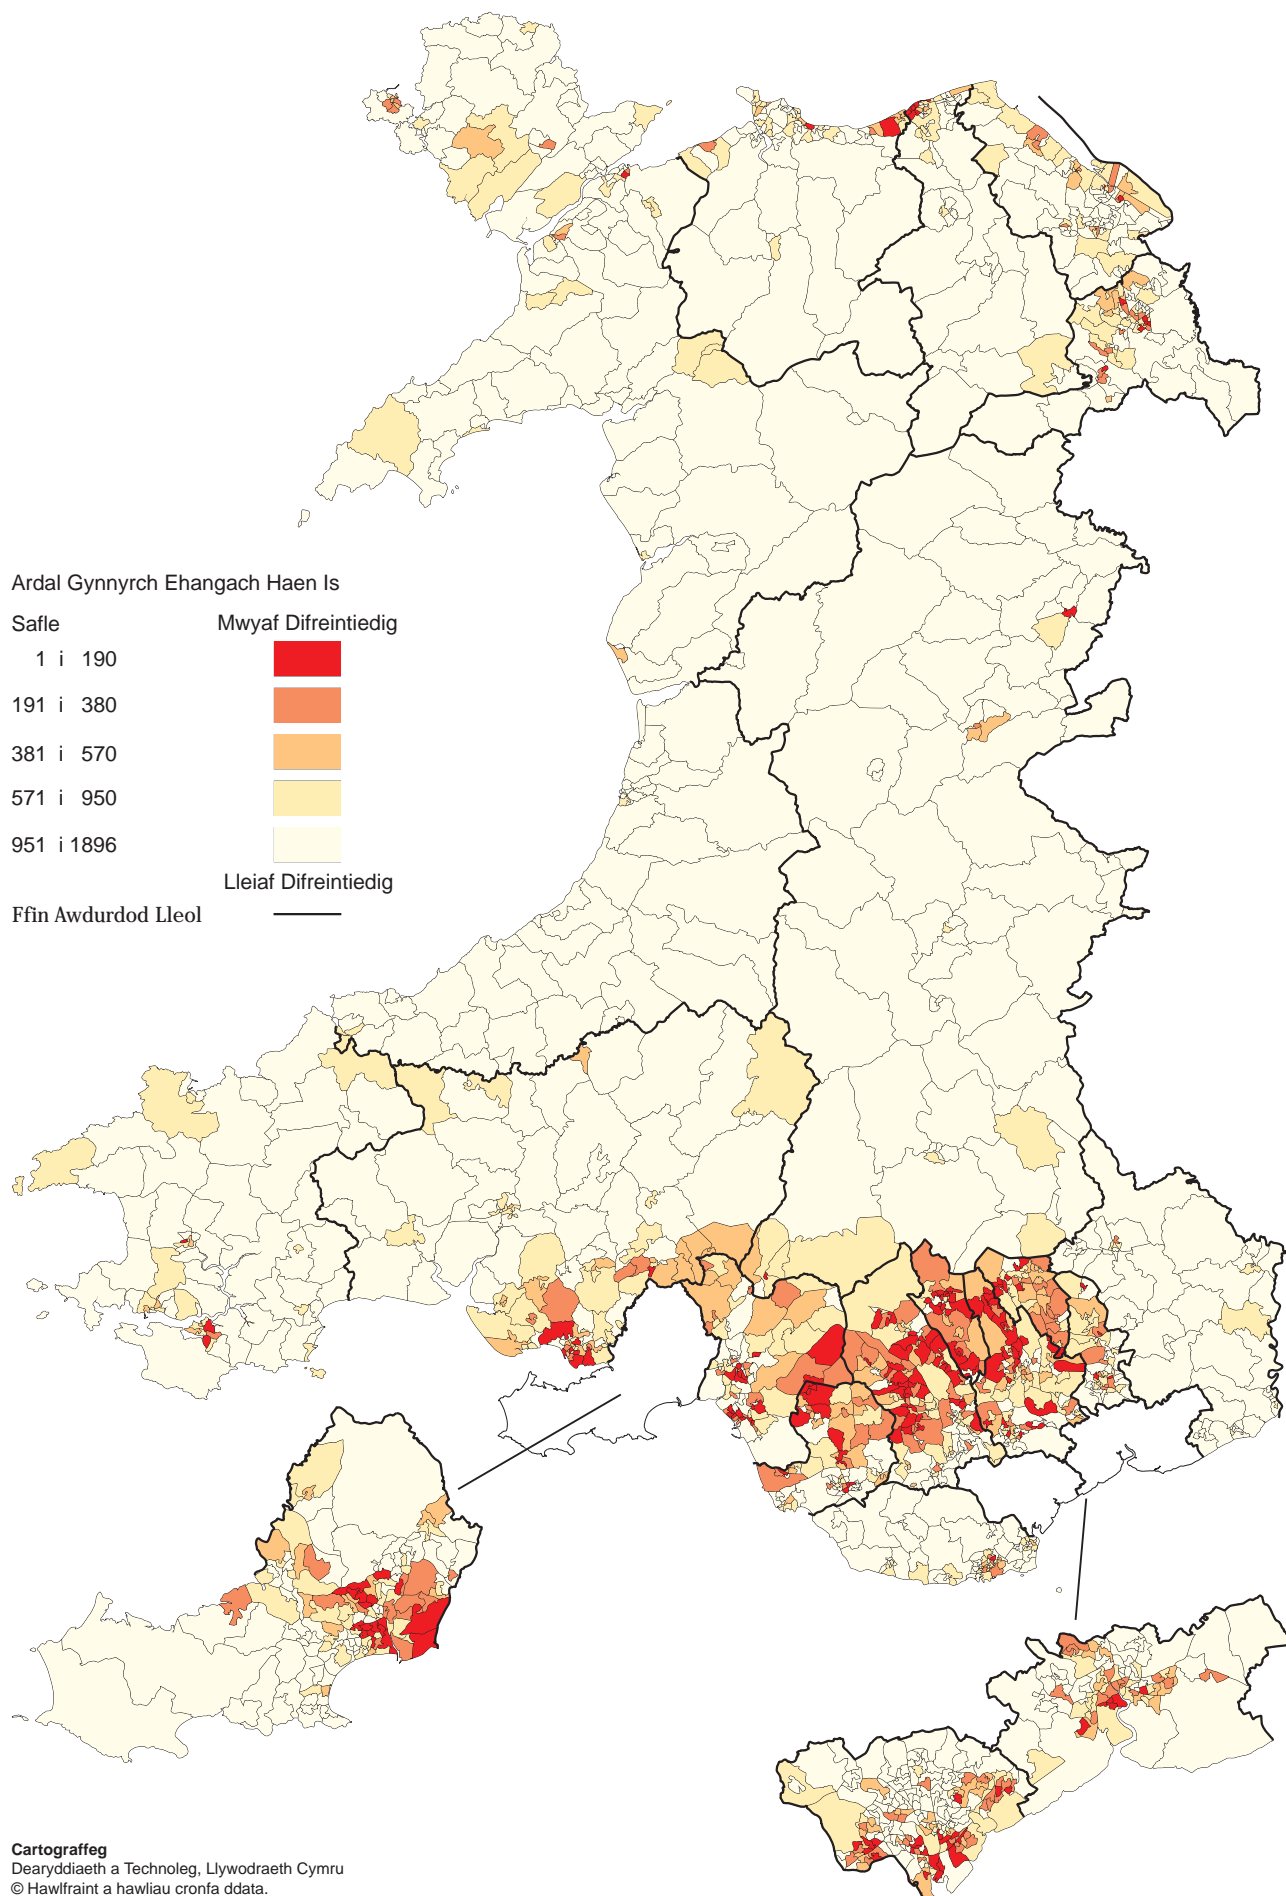 Ardal Gynnyrch Ehangach Haen Is
Safle Mwyaf Difreintiedig
1 i 190
191 i 380
381 i 570
571 i 950
951 i 1896
Lleiaf Difreintiedig
Ffin Awdurdod Lleol
Cartograffeg
Dearyddiaeth a Technoleg, Llywodraeth Cymru
© Hawlfraint a hawliau cronfa ddata.